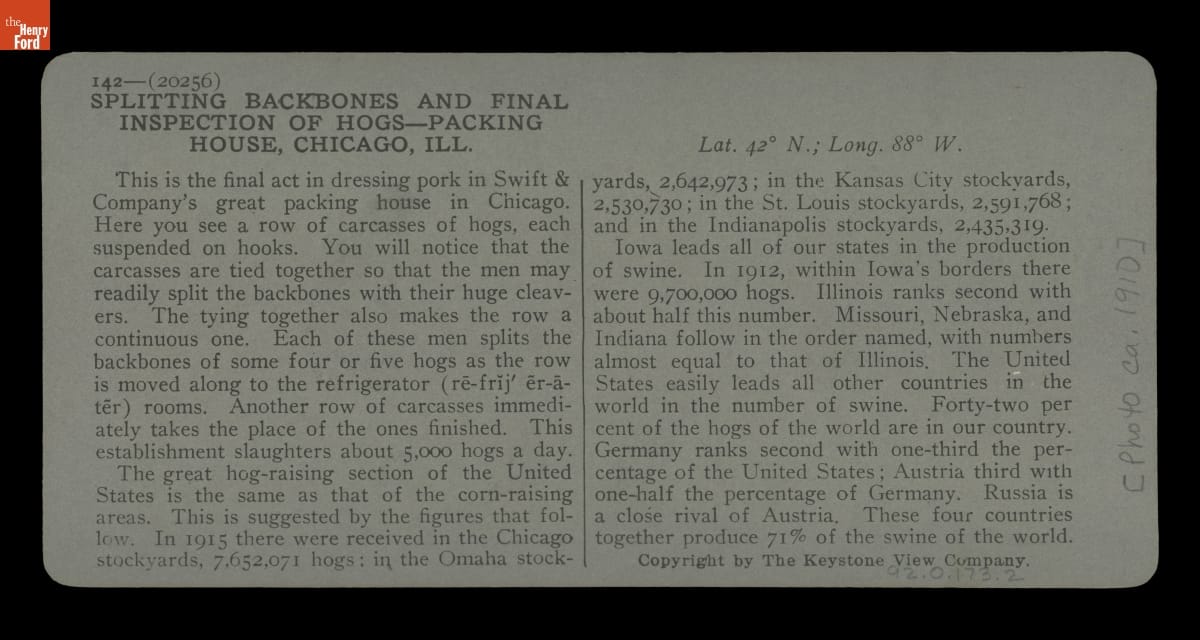 the
Henry
Ford
142—(20256)
SPLITTING BACKBONES AND FINAL
INSPECTION OF HOGS—PACKING
HOUSE, CHICAGO, ILL.
This is the final act in dressing pork in Swift &
Company's great packing house in Chicago.
Here you see a row of carcasses of hogs, each
suspended on hooks. You will notice that the
carcasses are tied together so that the men may
readily split the backbones with their huge cleav-
ers. The tying together also makes the row a
continuous one. Each of these men splits the
backbones of some four or five hogs as the row
is moved along to the refrigerator (rē-frĭj′ ẽr-ā-
tẽr) rooms. Another row of carcasses immedi-
ately takes the place of the ones finished. This
establishment slaughters about 5,000 hogs a day.
The great hog-raising section of the United
States is the same as that of the corn-raising
areas. This is suggested by the figures that fol-
low. In 1915 there were received in the Chicago
stockyards, 7,652,071 hogs; in the Omaha stock-
Lat. 42° N.; Long. 88° W.
yards, 2,642,973; in the Kansas City stockyards,
2,530,730; in the St. Louis stockyards, 2,591,768;
and in the Indianapolis stockyards, 2,435,319.
Iowa leads all of our states in the production
of swine. In 1912, within Iowa's borders there
were 9,700,000 hogs. Illinois ranks second with
about half this number. Missouri, Nebraska, and
Indiana follow in the order named, with numbers
almost equal to that of Illinois. The United
States easily leads all other countries in the
world in the number of swine. Forty-two per
cent of the hogs of the world are in our country.
Germany ranks second with one-third the per-
centage of the United States; Austria third with
one-half the percentage of Germany. Russia is
a close rival of Austria. These four countries
together produce 71% of the swine of the world.
Copyright by The Keystone View Company.
92.0.173.2
[Photo ca. 1910]